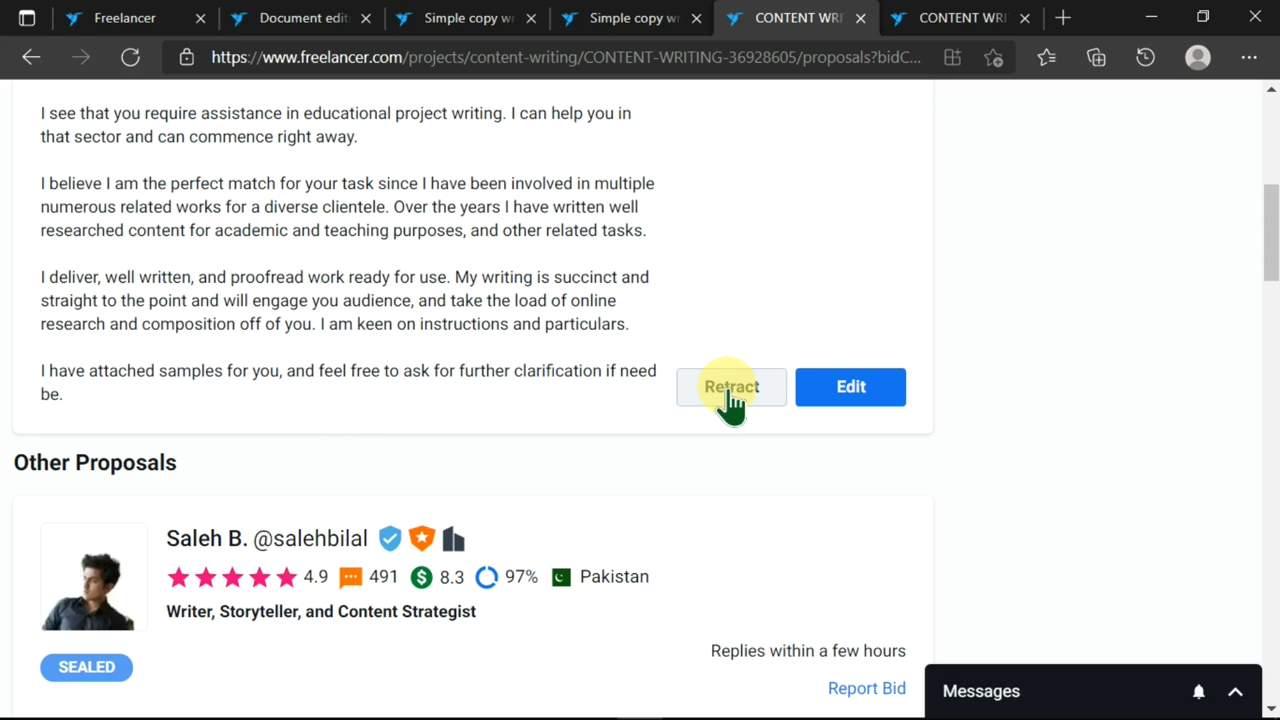 Freelancer
Document edit
Simple copy w
Simple copy w
CONTENT WRI
CONTENT WRI
https://www.freelancer.com/projects/content-writing/CONTENT-WRITING-36928605/proposals?bidC...
I see that you require assistance in educational project writing. I can help you in
that sector and can commence right away.
I believe I am the perfect match for your task since I have been involved in multiple
numerous related works for a diverse clientele. Over the years I have written well
researched content for academic and teaching purposes, and other related tasks.
I deliver, well written, and proofread work ready for use. My writing is succinct and
straight to the point and will engage you audience, and take the load of online
research and composition off of you. I am keen on instructions and particulars.
I have attached samples for you, and feel free to ask for further clarification if need
be.
Retract
Edit
Other Proposals
Saleh B. @salehbilal
4.9 491 8.3 97% Pakistan
Writer, Storyteller, and Content Strategist
Replies within a few hours
SEALED
Report Bid
Messages